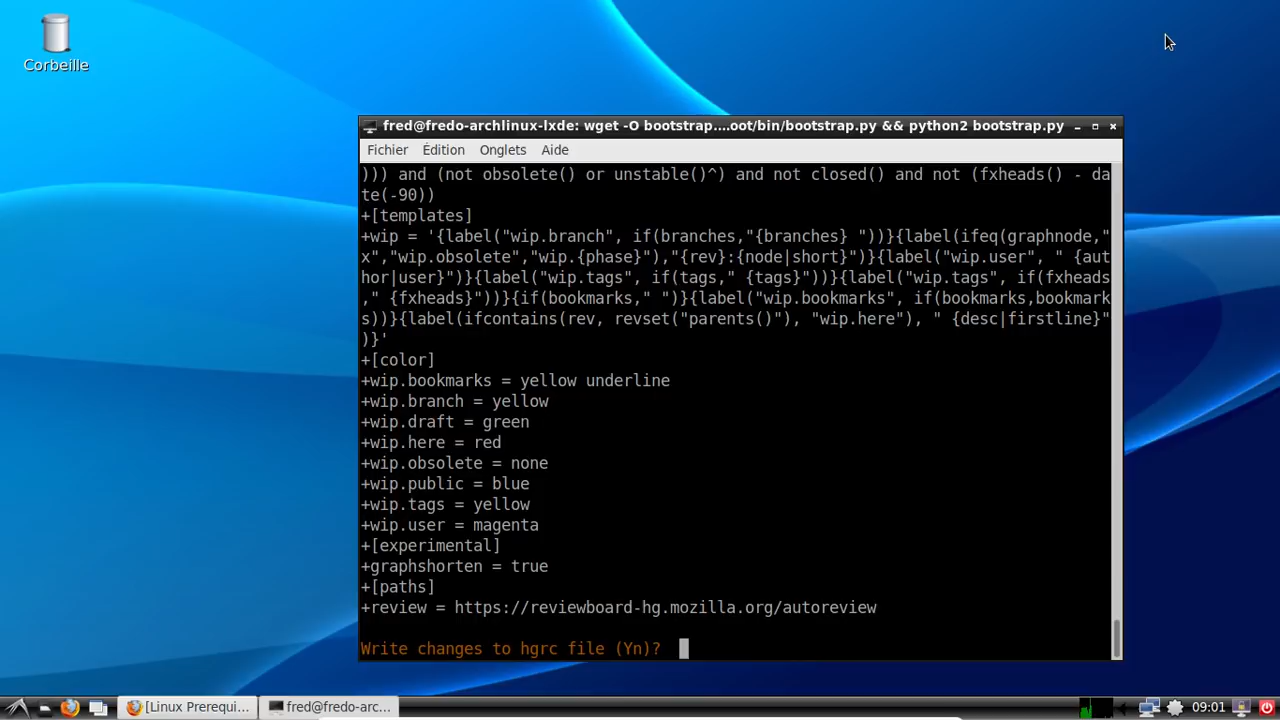 Corbeille
fred@fredo-archlinux-lxde: wget -O bootstrap....oot/bin/bootstrap.py && python2 bootstrap.py
Fichier Édition Onglets Aide
))) and (not obsolete() or unstable()^) and not closed() and not (fxheads() - da
te(-90))
+[templates]
+wip = '{label("wip.branch", if(branches,"{branches} "))}{label(ifeq(graphnode,"
x","wip.obsolete","wip.{phase}"),"{rev}:{node|short}")}{label("wip.user", " {aut
hor|user}")}{label("wip.tags", if(tags," {tags}"))}{label("wip.tags", if(fxheads
," {fxheads}"))}{if(bookmarks," ")}{label("wip.bookmarks", if(bookmarks,bookmark
s))}{label(ifcontains(rev, revset("parents()"), "wip.here"), " {desc|firstline}"
)}'
+[color]
+wip.bookmarks = yellow underline
+wip.branch = yellow
+wip.draft = green
+wip.here = red
+wip.obsolete = none
+wip.public = blue
+wip.tags = yellow
+wip.user = magenta
+[experimental]
+graphshorten = true
+[paths]
+review = https://reviewboard-hg.mozilla.org/autoreview
Write changes to hgrc file (Yn)?
[Linux Prerequi... fred@fredo-arc... 09:01